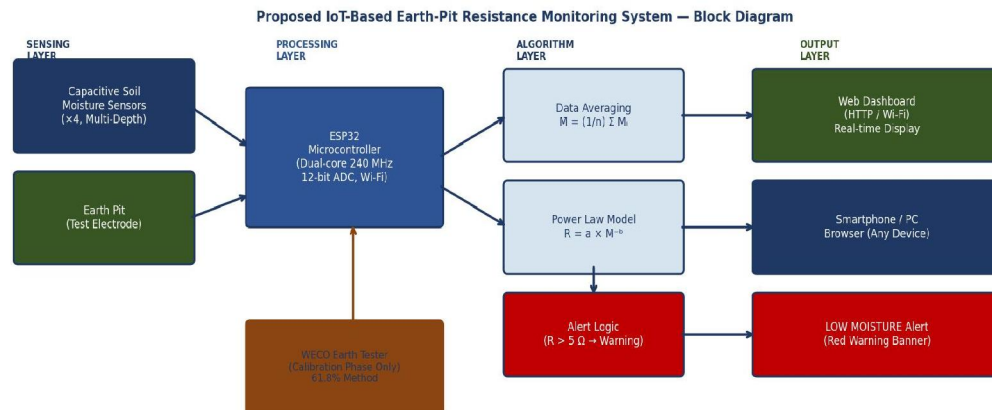 Proposed IoT-Based Earth-Pit Resistance Monitoring System — Block Diagram
SENSING
LAYER
PROCESSING
LAYER
ALGORITHM
LAYER
OUTPUT
LAYER
Capacitive Soil
Moisture Sensors
(×4, Multi-Depth)
Earth Pit
(Test Electrode)
ESP32
Microcontroller
(Dual-core 240 MHz
12-bit ADC, Wi-Fi)
WECO Earth Tester
(Calibration Phase Only)
61.8% Method
Data Averaging
M̄ = (1/n) Σ Mᵢ
Power Law Model
R = a × M⁻ᵇ
Alert Logic
(R > 5 Ω → Warning)
Web Dashboard
(HTTP / Wi-Fi)
Real-time Display
Smartphone / PC
Browser (Any Device)
LOW MOISTURE Alert
(Red Warning Banner)